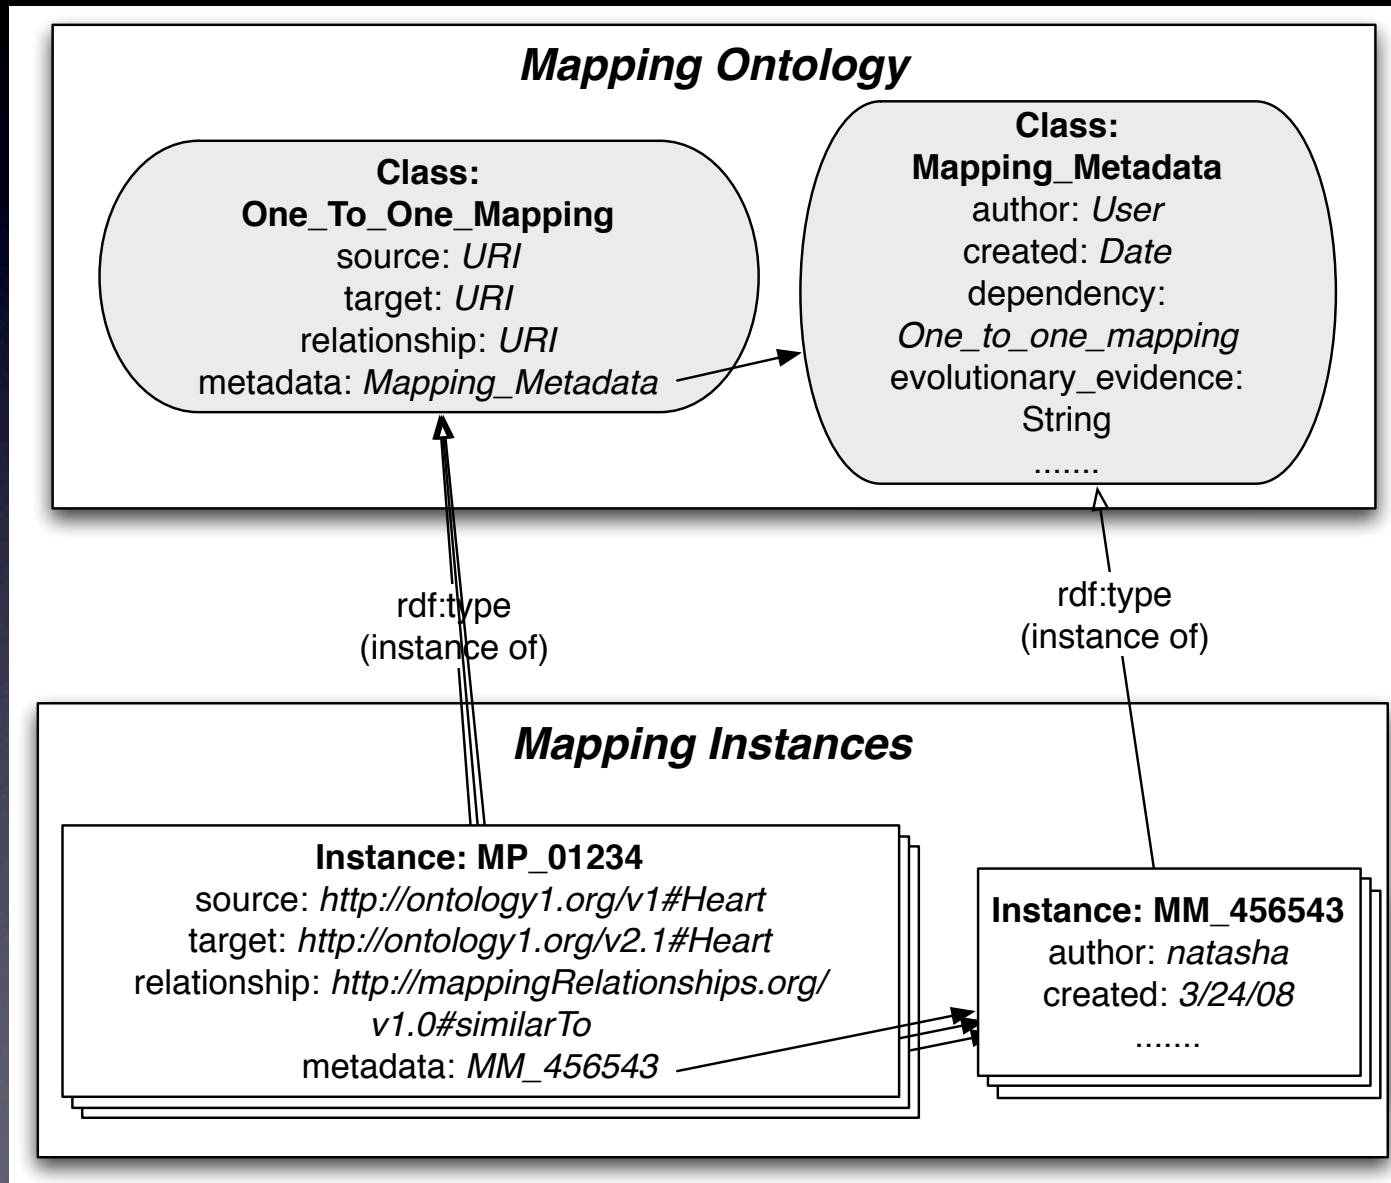 Mapping Ontology
Class:
One_To_One_Mapping
source: URI
target: URI
relationship: URI
metadata: Mapping_Metadata
Class:
Mapping_Metadata
author: User
created: Date
dependency:
One_to_one_mapping
evolutionary_evidence:
String
.......
rdf:type
(instance of)
rdf:type
(instance of)
Mapping Instances
Instance: MP_01234
source: http://ontology1.org/v1#Heart
target: http://ontology1.org/v2.1#Heart
relationship: http://mappingRelationships.org/
v1.0#similarTo
metadata: MM_456543
Instance: MM_456543
author: natasha
created: 3/24/08
.......